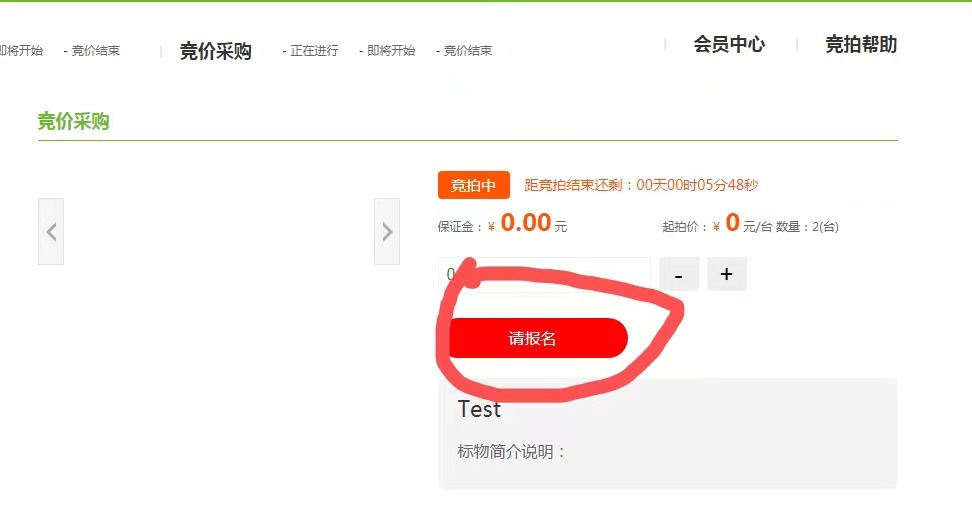 即将开始 - 竞价结束 竞价采购 - 正在进行 - 即将开始 - 竞价结束 会员中心 竞拍帮助
竞价采购
竞拍中 距竞拍结束还剩：00天00时05分48秒
保证金：￥ 0.00 元 起拍价：￥ 0 元/台 数量：2(台)
- +
请报名
Test
标物简介说明：